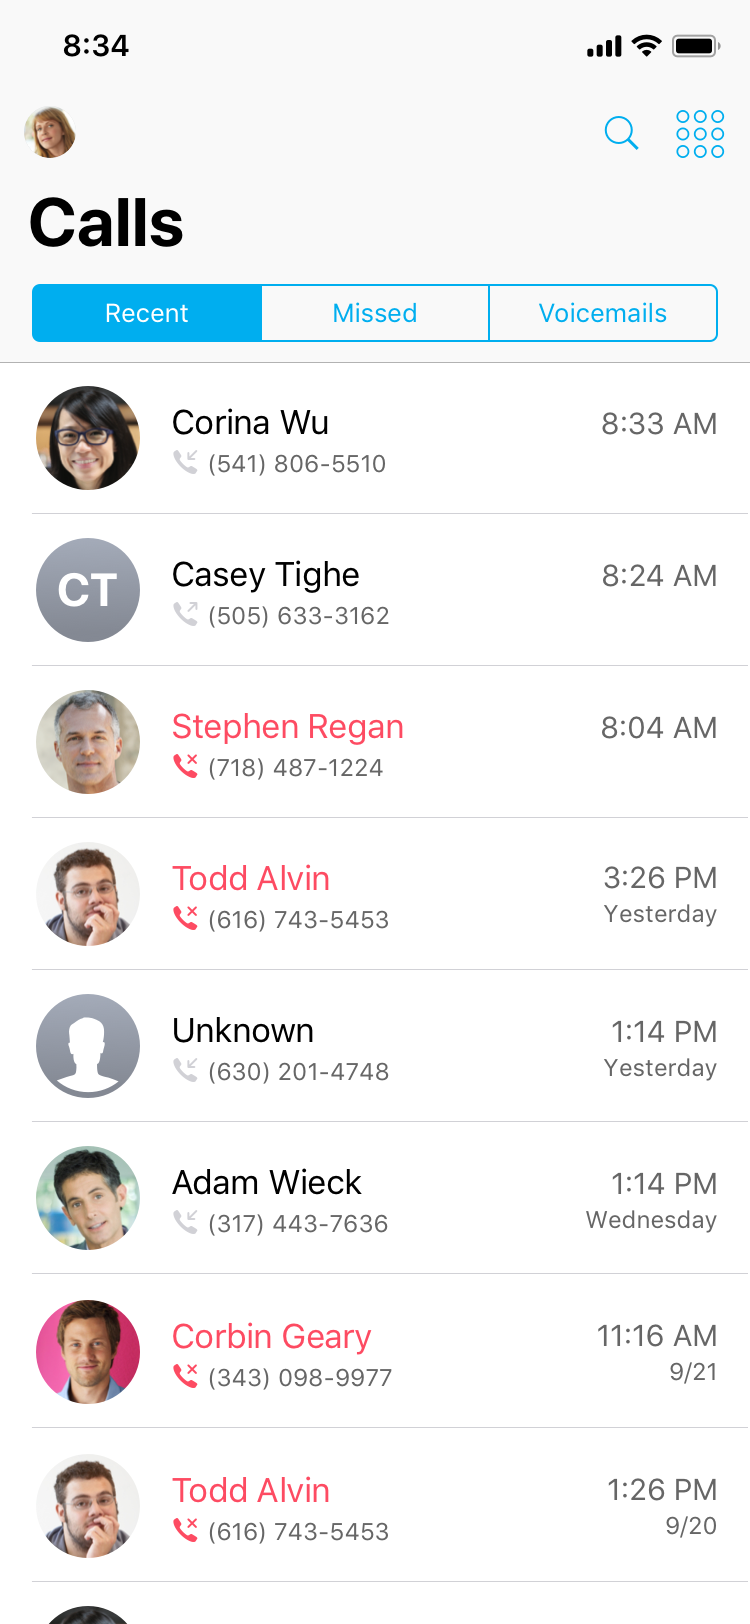 8:34
Calls
Recent Missed Voicemails
Corina Wu 8:33 AM
(541) 806-5510
CT Casey Tighe 8:24 AM
(505) 633-3162
Stephen Regan 8:04 AM
(718) 487-1224
Todd Alvin 3:26 PM
(616) 743-5453 Yesterday
Unknown 1:14 PM
(630) 201-4748 Yesterday
Adam Wieck 1:14 PM
(317) 443-7636 Wednesday
Corbin Geary 11:16 AM
(343) 098-9977 9/21
Todd Alvin 1:26 PM
(616) 743-5453 9/20